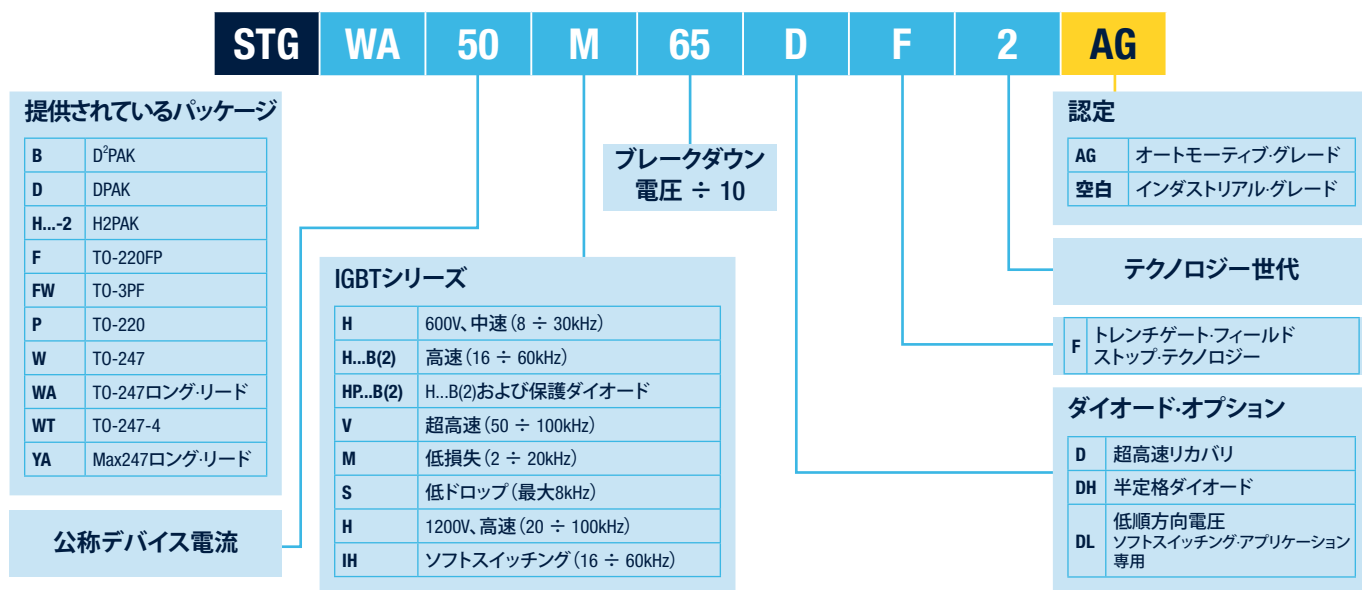 STG WA 50 M 65 D F 2 AG
提供されているパッケージ
B D²PAK
D DPAK
H...-2 H2PAK
F TO-220FP
FW TO-3PF
P TO-220
W TO-247
WA TO-247ロング·リード
WT TO-247-4
YA Max247ロング·リード
公称デバイス電流
IGBTシリーズ
H 600V、中速（8 ÷ 30kHz）
H...B(2) 高速（16 ÷ 60kHz）
HP...B(2) H...B(2)および保護ダイオード
V 超高速（50 ÷ 100kHz）
M 低損失（2 ÷ 20kHz）
S 低ドロップ（最大8kHz）
H 1200V、高速（20 ÷ 100kHz）
IH ソフトスイッチング（16 ÷ 60kHz）
ブレークダウン
電圧 ÷ 10
認定
AG オートモーティブ·グレード
空白 インダストリアル·グレード
テクノロジー世代
F トレンチゲート·フィールド
ストップ·テクノロジー
ダイオード·オプション
D 超高速リカバリ
DH 半定格ダイオード
DL 低順方向電圧
ソフトスイッチング·アプリケーション
専用